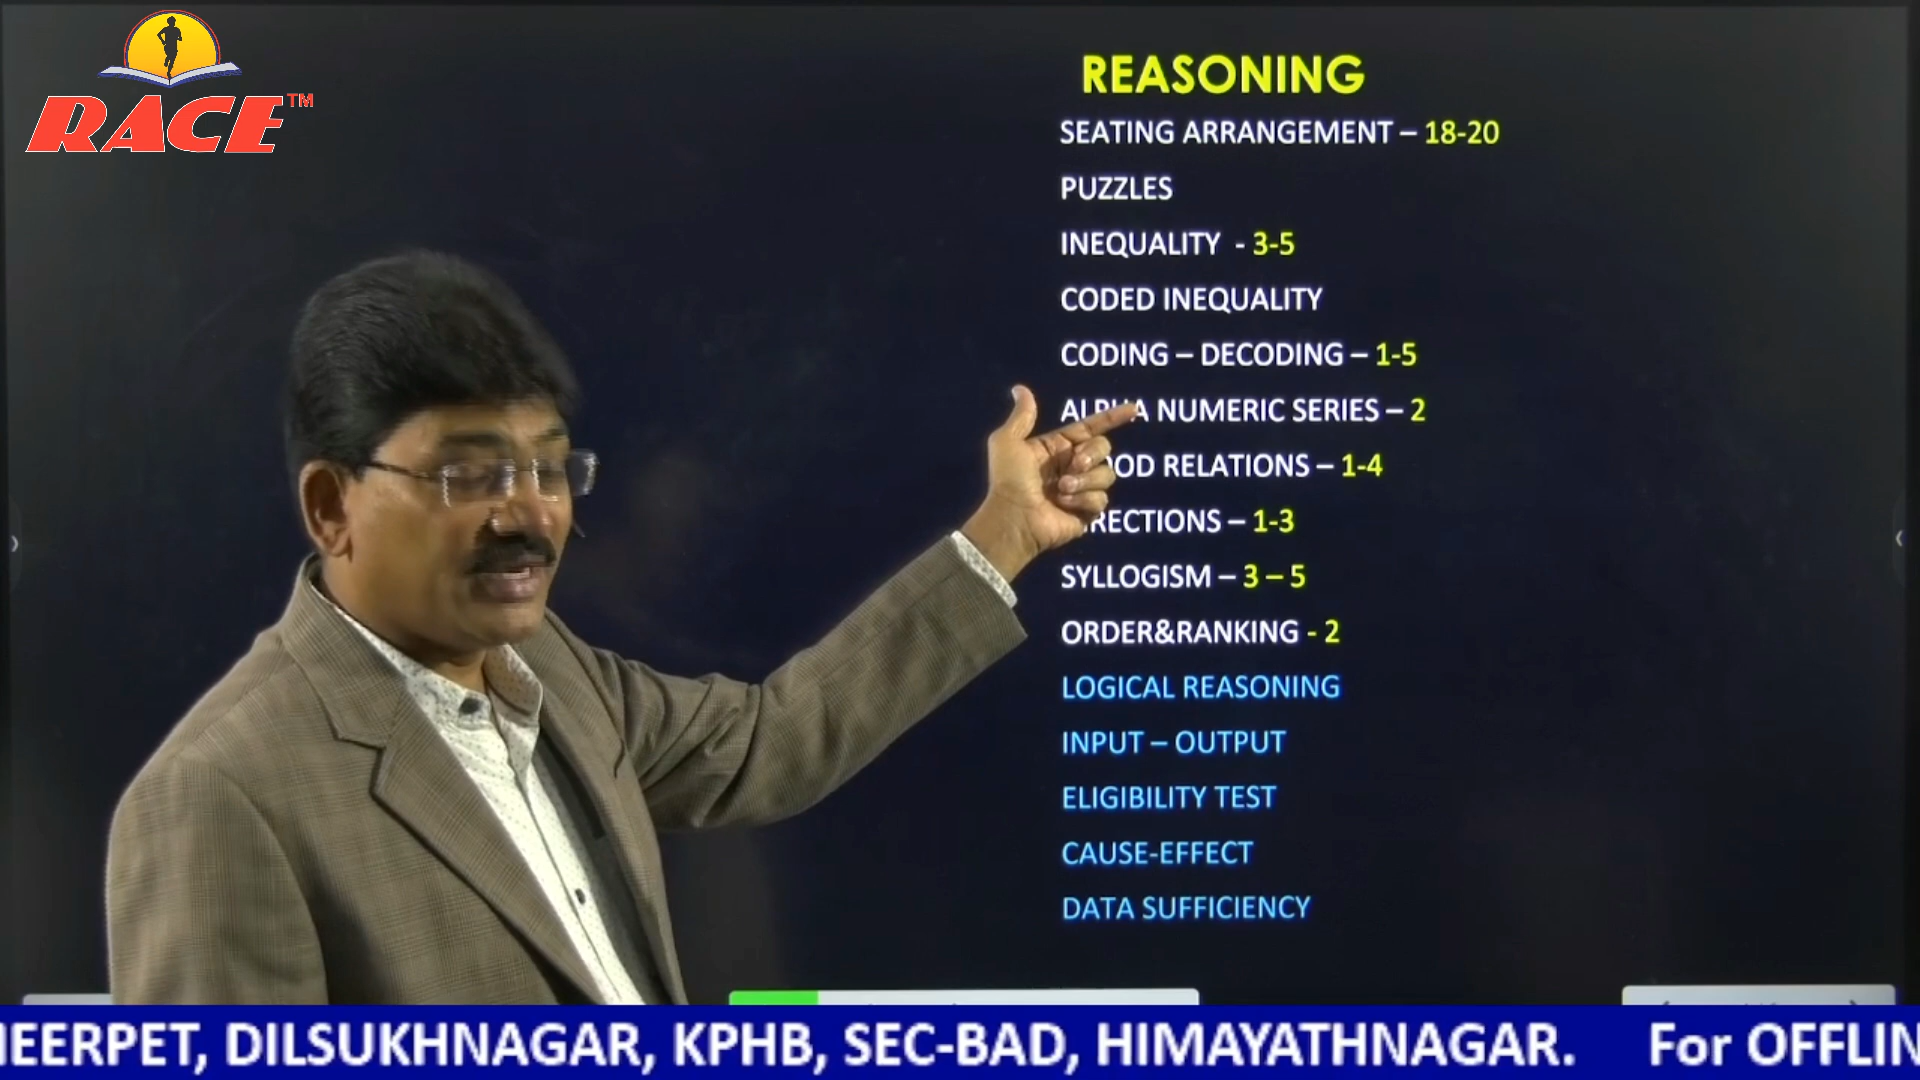 RACE™
REASONING
SEATING ARRANGEMENT – 18-20
PUZZLES
INEQUALITY - 3-5
CODED INEQUALITY
CODING – DECODING – 1-5
NUMERIC SERIES – 2
RELATIONS – 1-4
– 1-3
SYLLOGISM – 3 – 5
ORDER&RANKING - 2
LOGICAL REASONING
INPUT – OUTPUT
ELIGIBILITY TEST
CAUSE-EFFECT
DATA SUFFICIENCY
DILSUKHNAGAR, KPHB, SEC-BAD, HIMAYATHNAGAR. For